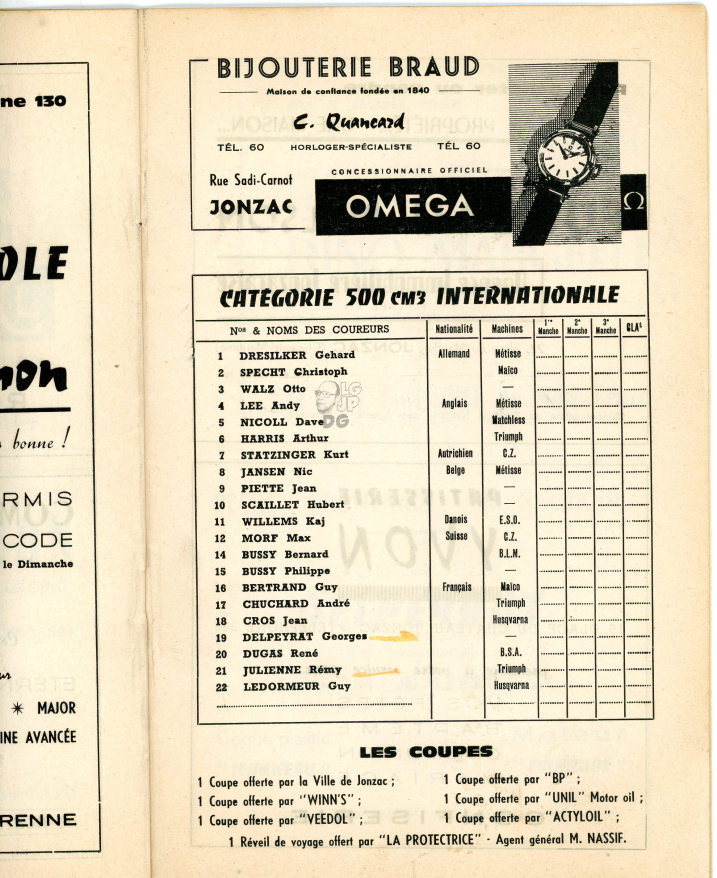 ne 130
OLE
non
bonne !
RMIS
CODE
le Dimanche
✳ MAJOR
INE AVANCÉE
RENNE
BIJOUTERIE BRAUD
Maison de confiance fondée en 1840
C. Quancard
TÉL. 60 HORLOGER-SPÉCIALISTE TÉL 60
CONCESSIONNAIRE OFFICIEL
Rue Sadi-Carnot
JONZAC
OMEGA
Ω
CATÉGORIE 500 CM3 INTERNATIONALE
Nos & NOMS DES COUREURS Nationalité Machines 1re Manche 2e Manche 3e Manche CLAt
1 DRESILKER Gehard Allemand Métisse
2 SPECHT Christoph Maïco
3 WALZ Otto —
4 LEE Andy Anglais Métisse
5 NICOLL Dave Matchless
6 HARRIS Arthur Triumph
7 STATZINGER Kurt Autrichien C.Z.
8 JANSEN Nic Belge Métisse
9 PIETTE Jean —
10 SCAILLET Hubert —
11 WILLEMS Kaj Danois E.S.O.
12 MORF Max Suisse C.Z.
14 BUSSY Bernard B.L.M.
15 BUSSY Philippe —
16 BERTRAND Guy Français Maïco
17 CHUCHARD André Triumph
18 CROS Jean Husqvarna
19 DELPEYRAT Georges —
20 DUGAS René B.S.A.
21 JULIENNE Rémy Triumph
22 LEDORMEUR Guy Husqvarna
LG
JP
DG
LES COUPES
1 Coupe offerte par la Ville de Jonzac ; 1 Coupe offerte par "BP" ;
1 Coupe offerte par "WINN'S" ; 1 Coupe offerte par "UNIL" Motor oil ;
1 Coupe offerte par "VEEDOL" ; 1 Coupe offerte par "ACTYLOIL" ;
1 Réveil de voyage offert par "LA PROTECTRICE" - Agent général M. NASSIF.